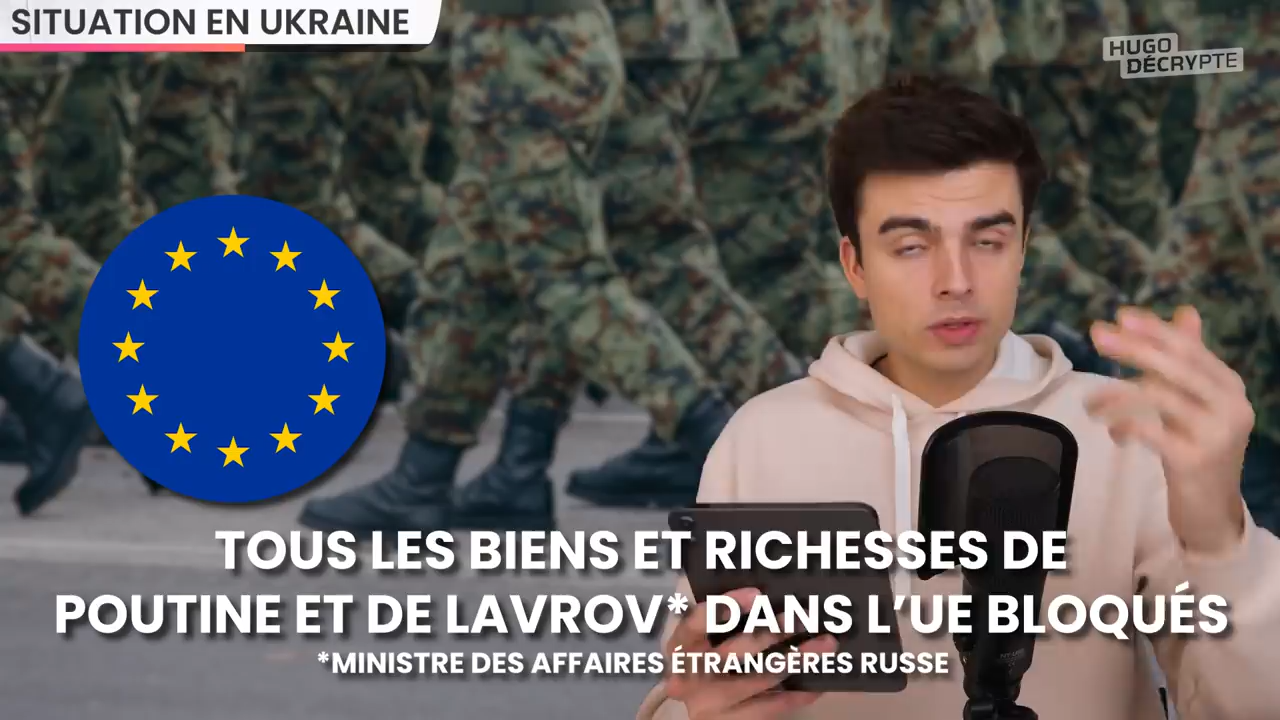 SITUATION EN UKRAINE
HUGO
DÉCRYPTE
TOUS LES BIENS ET RICHESSES DE
POUTINE ET DE LAVROV* DANS L'UE BLOQUÉS
*MINISTRE DES AFFAIRES ÉTRANGÈRES RUSSE